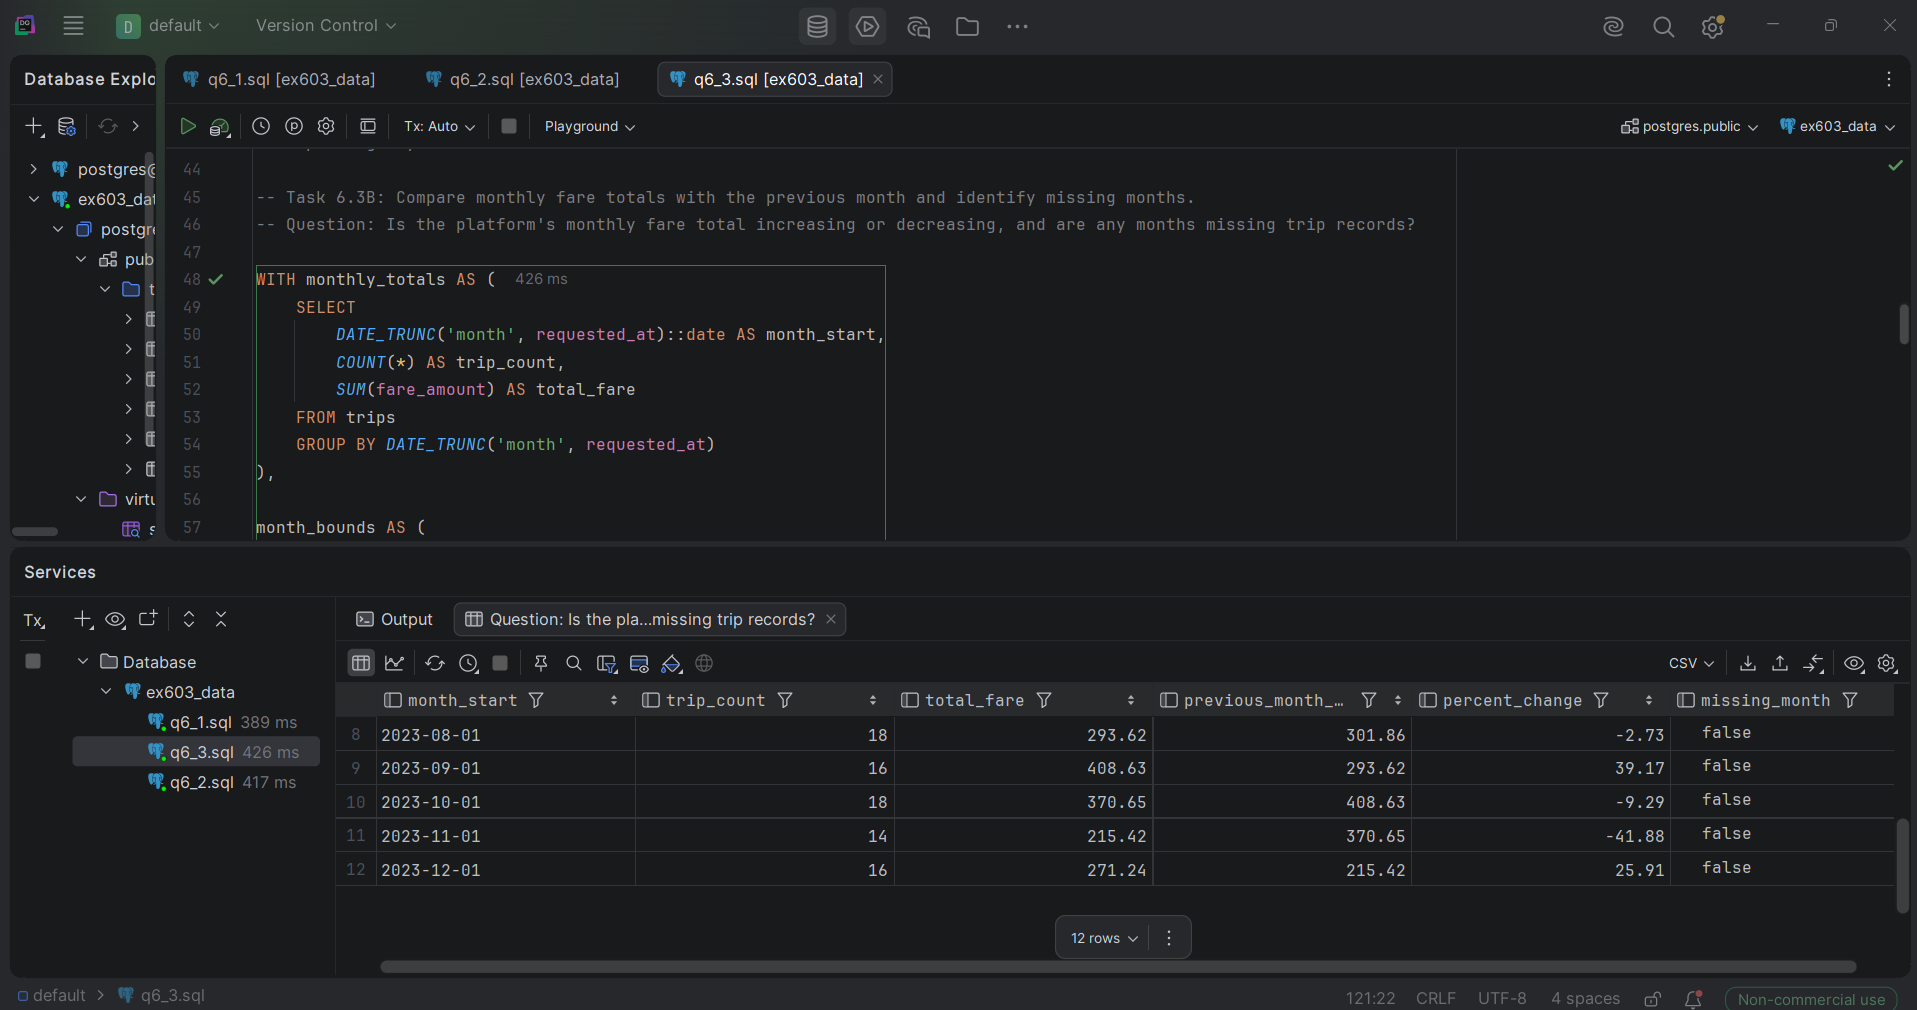 DG
D default
Version Control
Database Explo
q6_1.sql [ex603_data]
q6_2.sql [ex603_data]
q6_3.sql [ex603_data]
Tx: Auto
Playground
postgres.public
ex603_data
postgres@
ex603_dat
postgre
pub
t
virtu
s
44
45 -- Task 6.3B: Compare monthly fare totals with the previous month and identify missing months.
46 -- Question: Is the platform's monthly fare total increasing or decreasing, and are any months missing trip records?
47
48 WITH monthly_totals AS ( 426 ms
49 SELECT
50 DATE_TRUNC('month', requested_at)::date AS month_start,
51 COUNT(*) AS trip_count,
52 SUM(fare_amount) AS total_fare
53 FROM trips
54 GROUP BY DATE_TRUNC('month', requested_at)
55 ),
56
57 month_bounds AS (
Services
Tx
Database
ex603_data
q6_1.sql 389 ms
q6_3.sql 426 ms
q6_2.sql 417 ms
Output
Question: Is the pla...missing trip records?
CSV
month_start trip_count total_fare previous_month_... percent_change missing_month
8 2023-08-01 18 293.62 301.86 -2.73 false
9 2023-09-01 16 408.63 293.62 39.17 false
10 2023-10-01 18 370.65 408.63 -9.29 false
11 2023-11-01 14 215.42 370.65 -41.88 false
12 2023-12-01 16 271.24 215.42 25.91 false
12 rows
default > q6_3.sql
121:22 CRLF UTF-8 4 spaces Non-commercial use